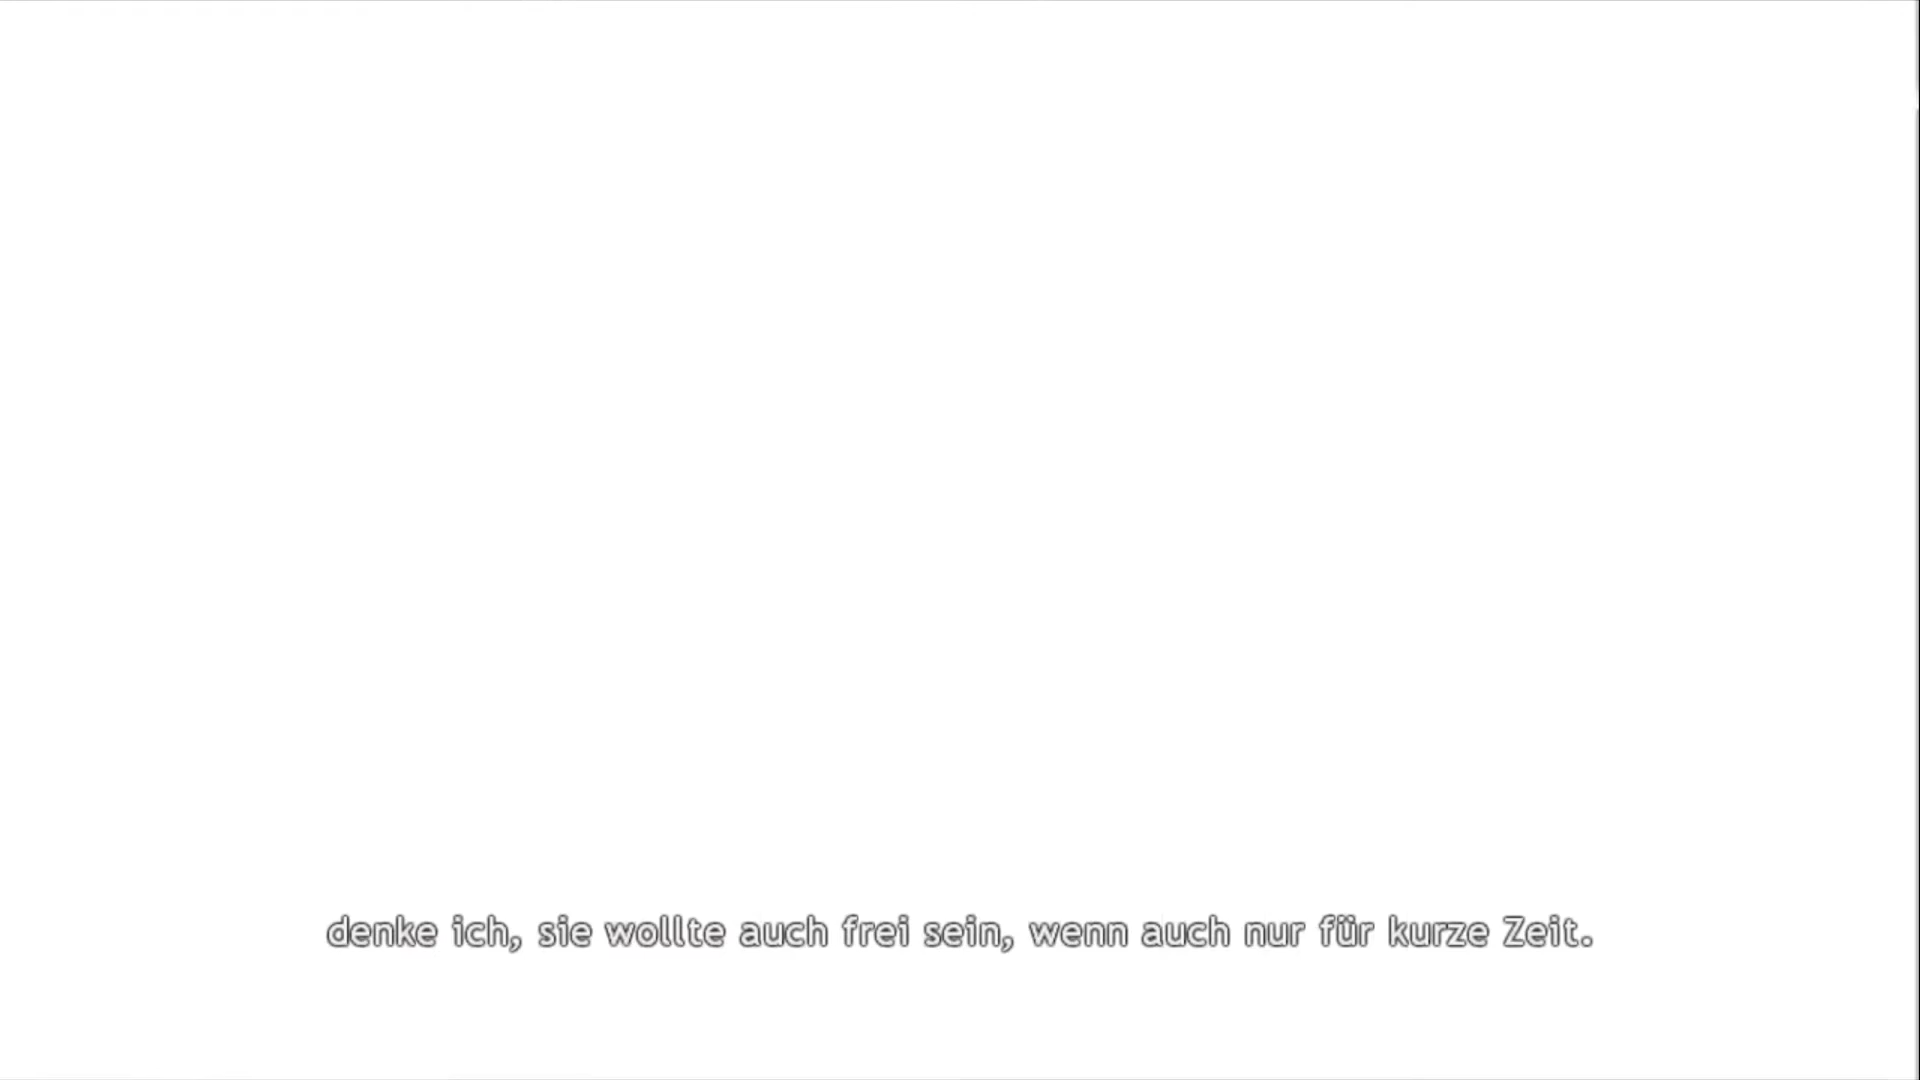 denke ich, sie wollte auch frei sein, wenn auch nur für kurze Zeit.